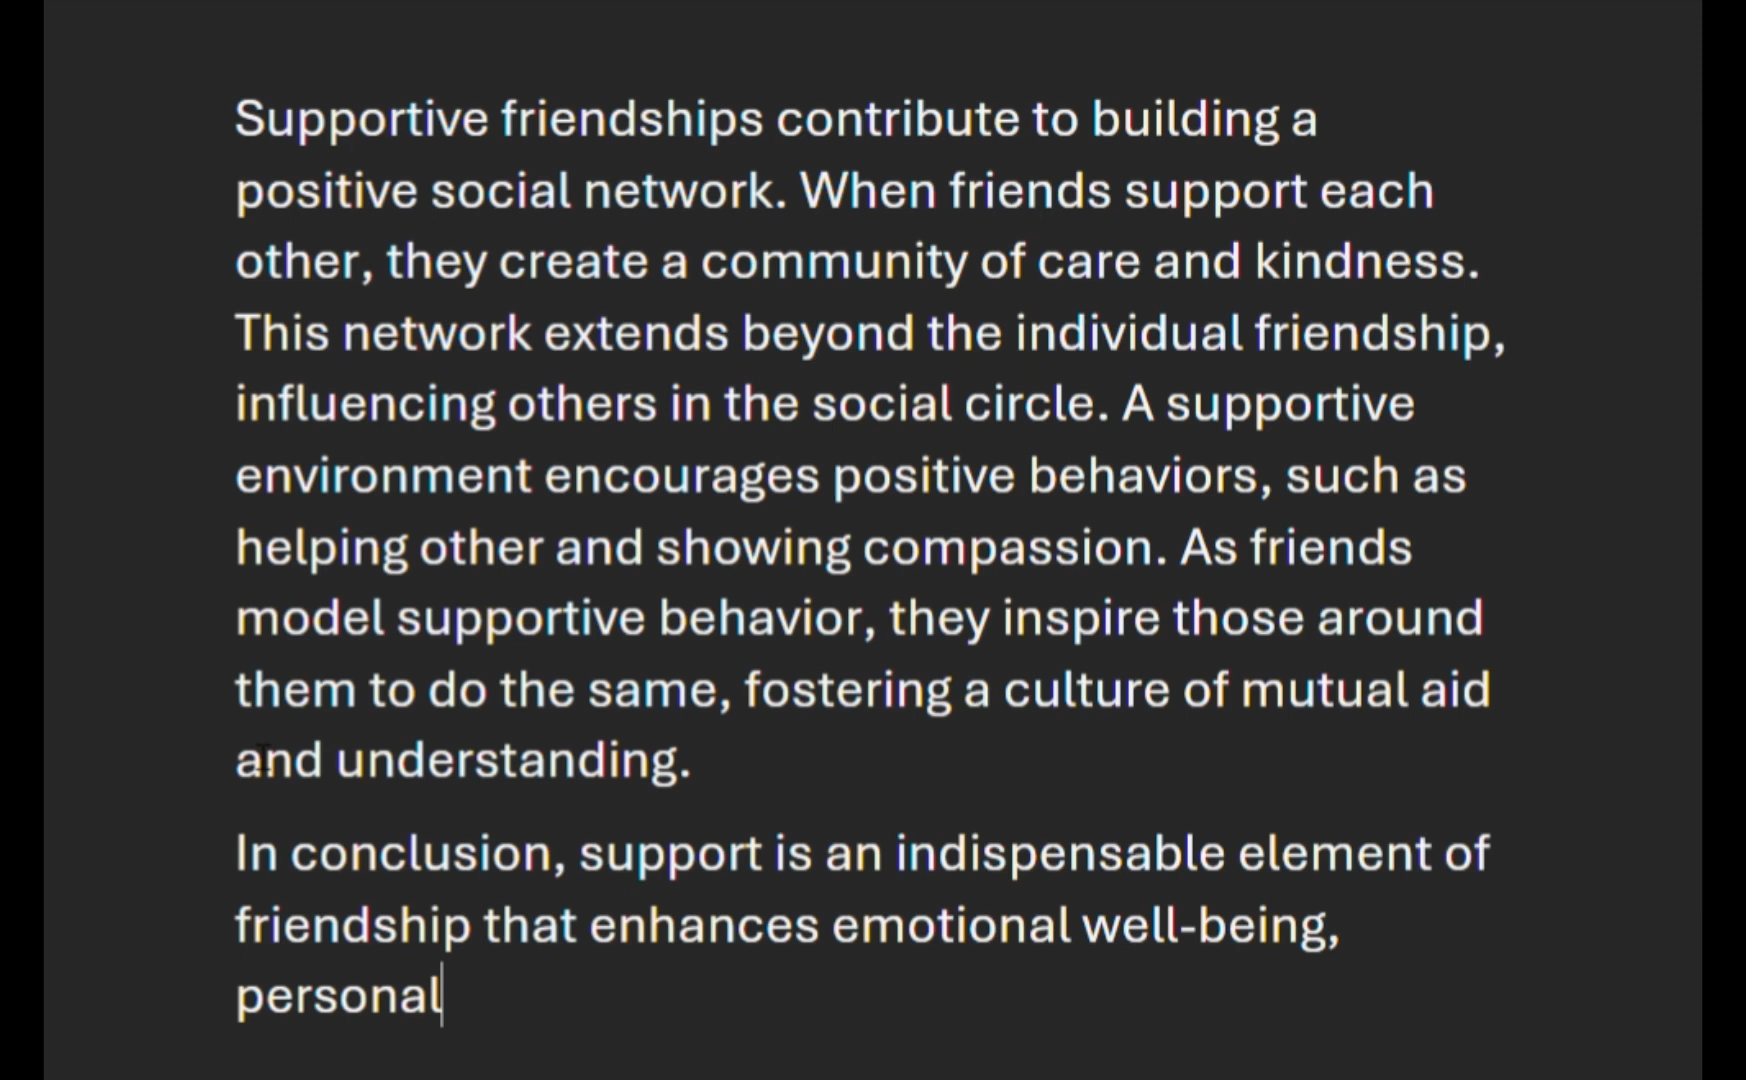 Supportive friendships contribute to building a
positive social network. When friends support each
other, they create a community of care and kindness.
This network extends beyond the individual friendship,
influencing others in the social circle. A supportive
environment encourages positive behaviors, such as
helping other and showing compassion. As friends
model supportive behavior, they inspire those around
them to do the same, fostering a culture of mutual aid
and understanding.
In conclusion, support is an indispensable element of
friendship that enhances emotional well-being,
personal